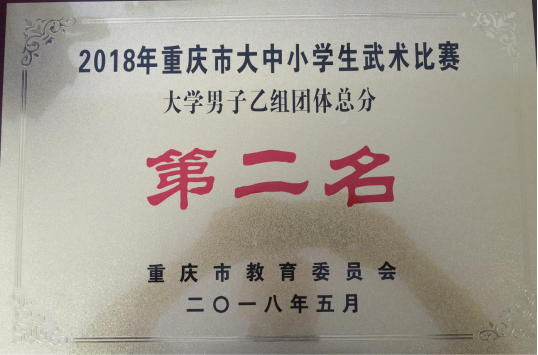 2018年重庆市大中小学生武术比赛
大学男子乙组团体总分
第二名
重庆市教育委员会
二〇一八年五月